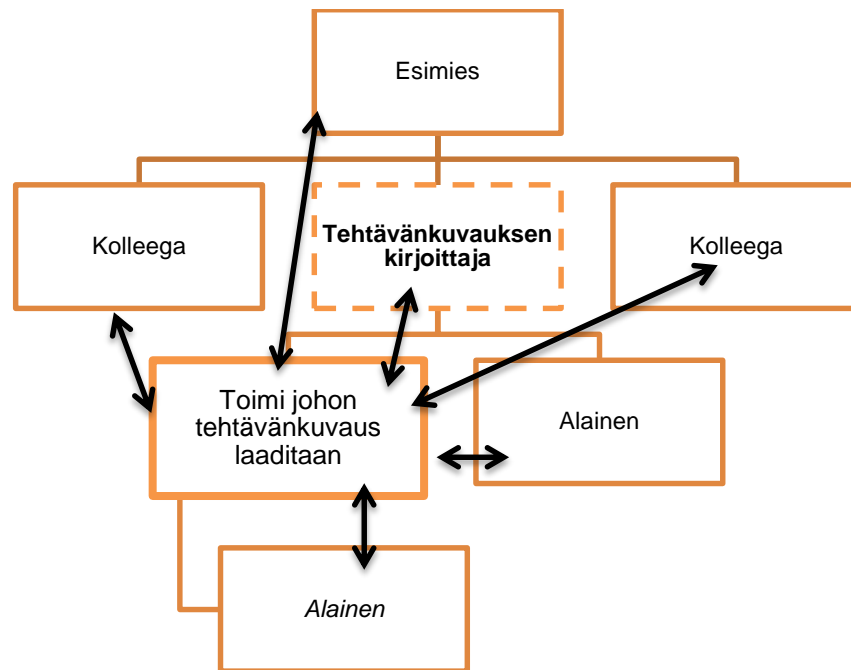 Esimies
Kolleega
Tehtävänkuvauksen
kirjoittaja
Kolleega
Toimi johon
tehtävänkuvaus
laaditaan
Alainen
Alainen